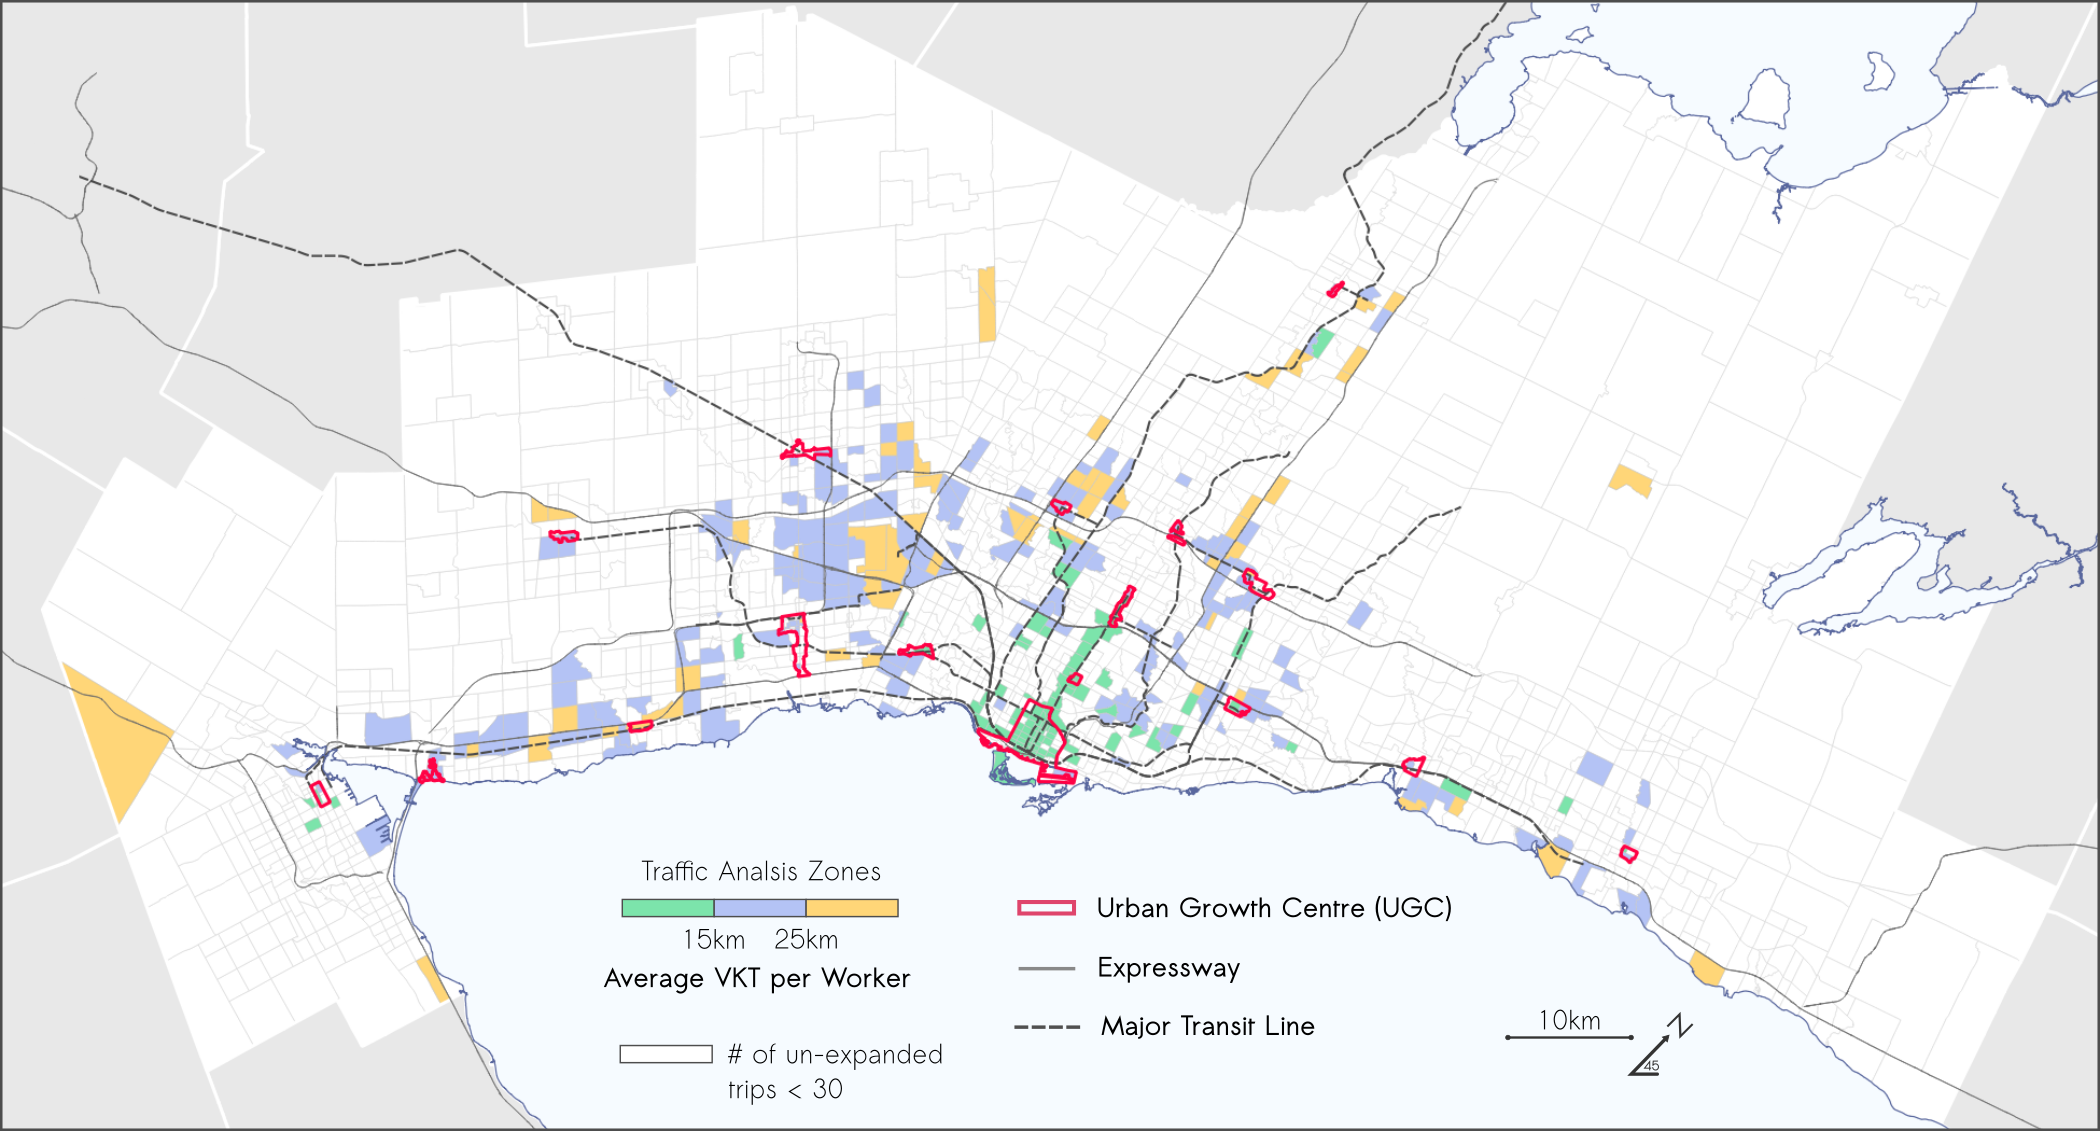 Traffic Analsis Zones
15km 25km
Average VKT per Worker
# of un-expanded
trips < 30
Urban Growth Centre (UGC)
Expressway
Major Transit Line
10km
N
45